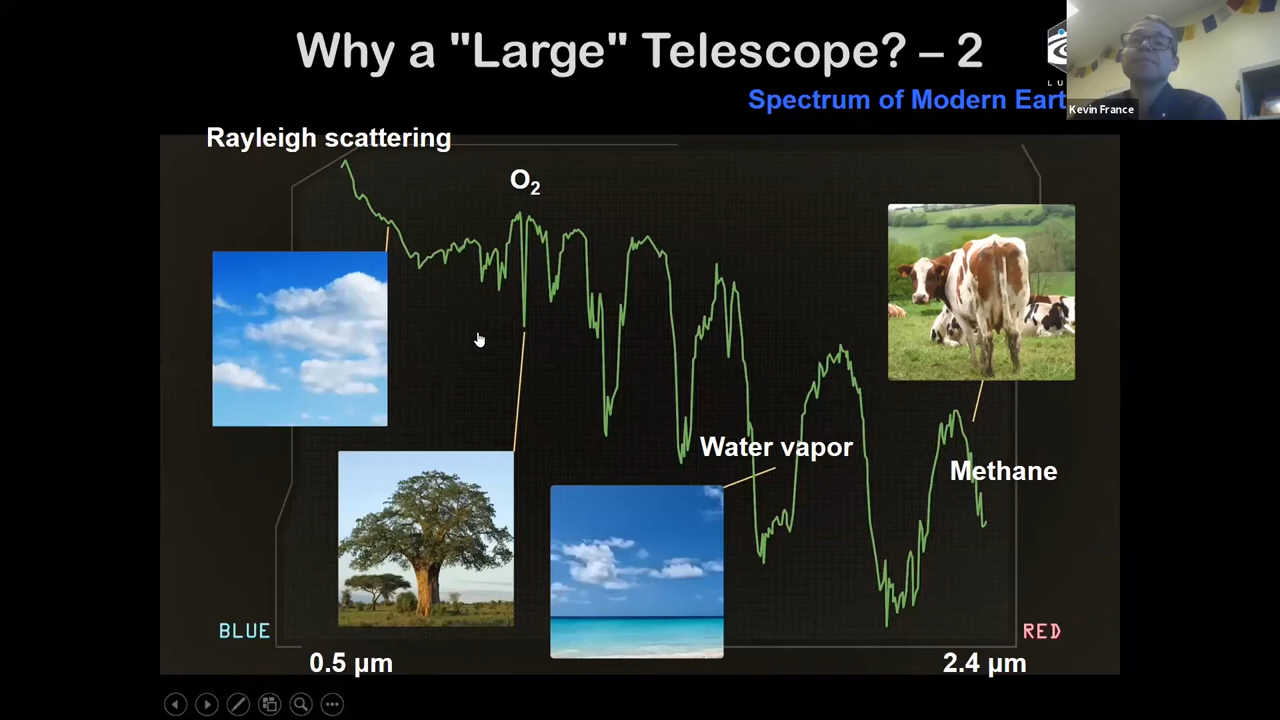 Why a "Large" Telescope? – 2
LU
Kevin France
Spectrum of Modern Eart
Rayleigh scattering
O₂
Water vapor
Methane
BLUE
RED
0.5 µm
2.4 µm